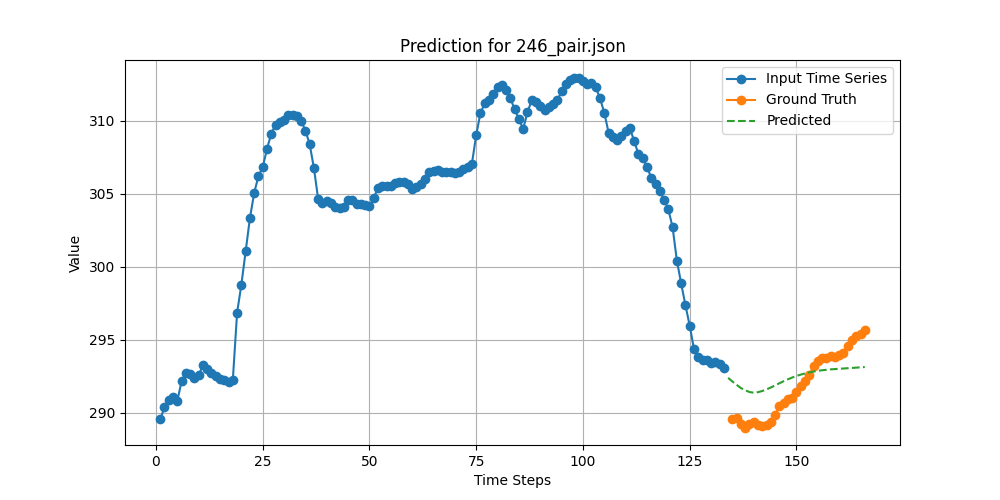 Prediction for 246_pair.json
Input Time Series
Ground Truth
Predicted
310
305
300
295
290
Value
0 25 50 75 100 125 150
Time Steps